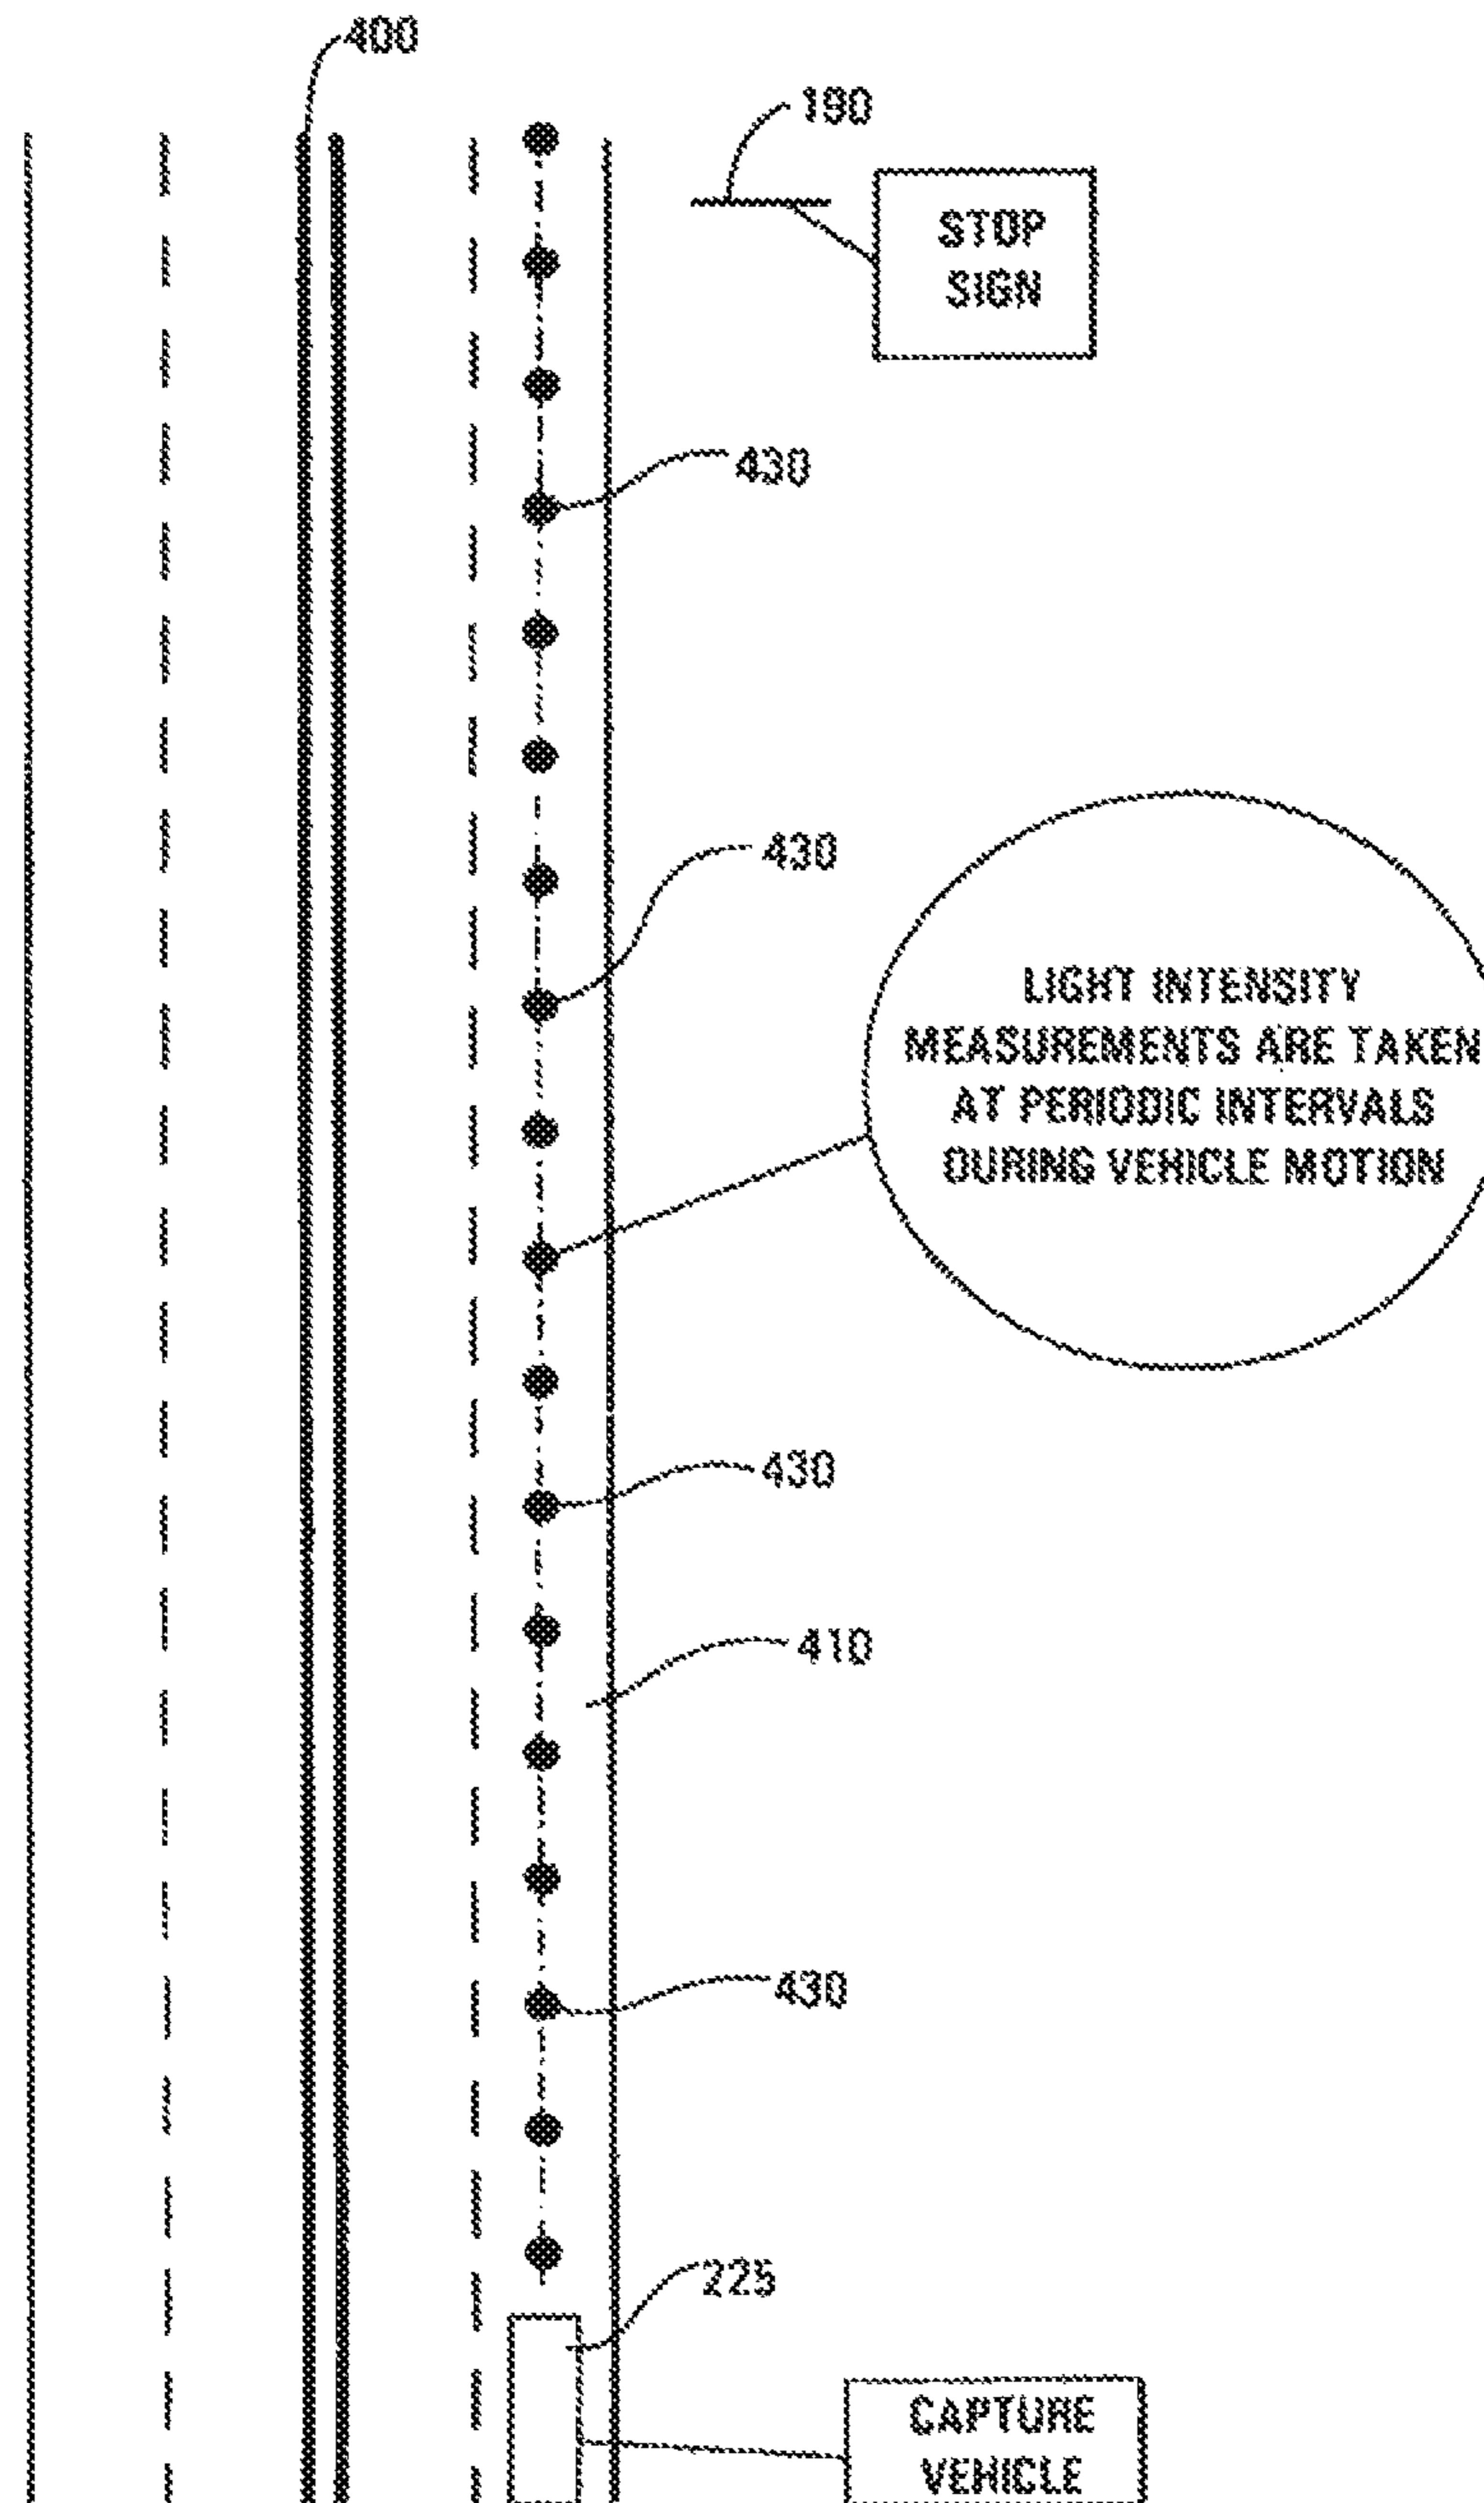 400
190
STOP
SIGN
430
430
LIGHT INTENSITY
MEASUREMENTS ARE TAKEN
AT PERIODIC INTERVALS
DURING VEHICLE MOTION
430
410
430
225
CAPTURE
VEHICLE